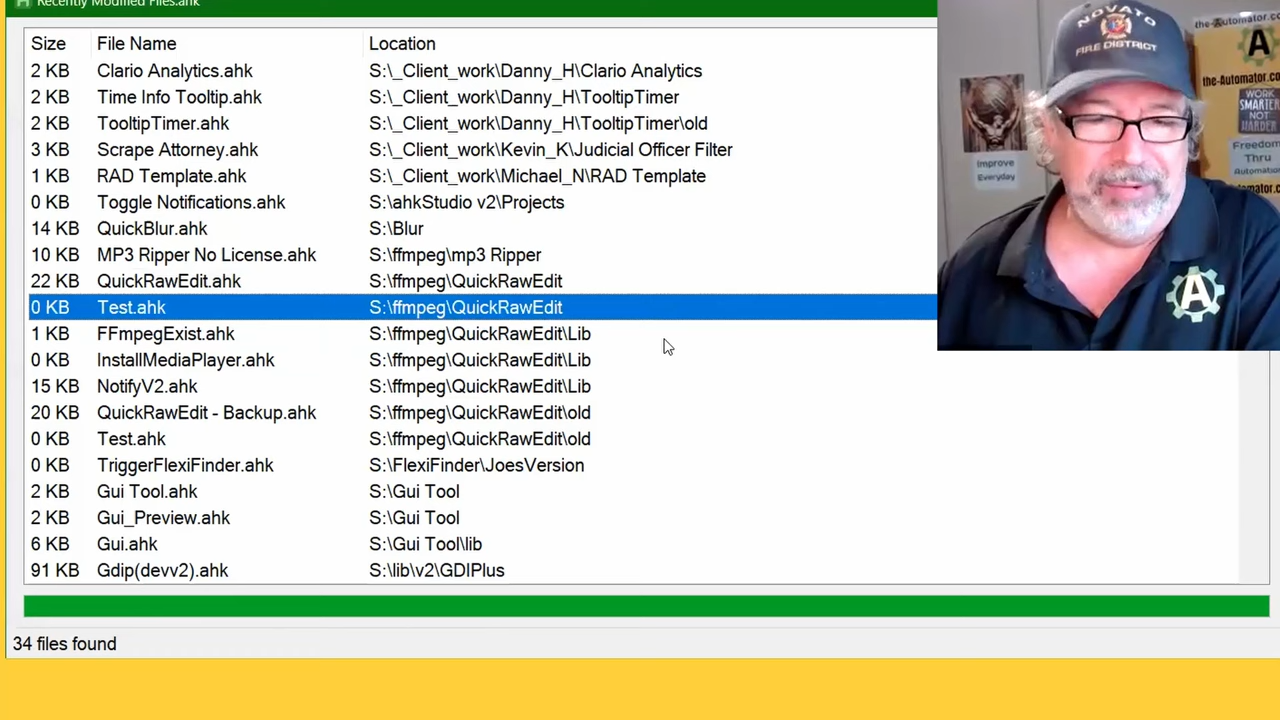 Recently Modified Files.ahk
Size File Name Location
2 KB Clario Analytics.ahk S:\_Client_work\Danny_H\Clario Analytics
2 KB Time Info Tooltip.ahk S:\_Client_work\Danny_H\TooltipTimer
2 KB TooltipTimer.ahk S:\_Client_work\Danny_H\TooltipTimer\old
3 KB Scrape Attorney.ahk S:\_Client_work\Kevin_K\Judicial Officer Filter
1 KB RAD Template.ahk S:\_Client_work\Michael_N\RAD Template
0 KB Toggle Notifications.ahk S:\ahkStudio v2\Projects
14 KB QuickBlur.ahk S:\Blur
10 KB MP3 Ripper No License.ahk S:\ffmpeg\mp3 Ripper
22 KB QuickRawEdit.ahk S:\ffmpeg\QuickRawEdit
0 KB Test.ahk S:\ffmpeg\QuickRawEdit
1 KB FFmpegExist.ahk S:\ffmpeg\QuickRawEdit\Lib
0 KB InstallMediaPlayer.ahk S:\ffmpeg\QuickRawEdit\Lib
15 KB NotifyV2.ahk S:\ffmpeg\QuickRawEdit\Lib
20 KB QuickRawEdit - Backup.ahk S:\ffmpeg\QuickRawEdit\old
0 KB Test.ahk S:\ffmpeg\QuickRawEdit\old
0 KB TriggerFlexiFinder.ahk S:\FlexiFinder\JoesVersion
2 KB Gui Tool.ahk S:\Gui Tool
2 KB Gui_Preview.ahk S:\Gui Tool
6 KB Gui.ahk S:\Gui Tool\lib
91 KB Gdip(devv2).ahk S:\lib\v2\GDIPlus
34 files found
NOVATO
FIRE DISTRICT
the-Automator.co
A
the-Automator.
WORK
SMARTER
NOT
HARDER
Improve
Everyday
Freedom
Thru
Automatio
mator.co
A